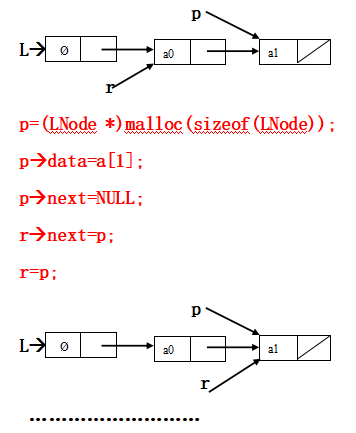 p
L→ Ø a0 a1
r
p=(LNode *)malloc(sizeof(LNode));
p→data=a[1];
p→next=NULL;
r→next=p;
r=p;
p
L→ Ø a0 a1
r
………………………